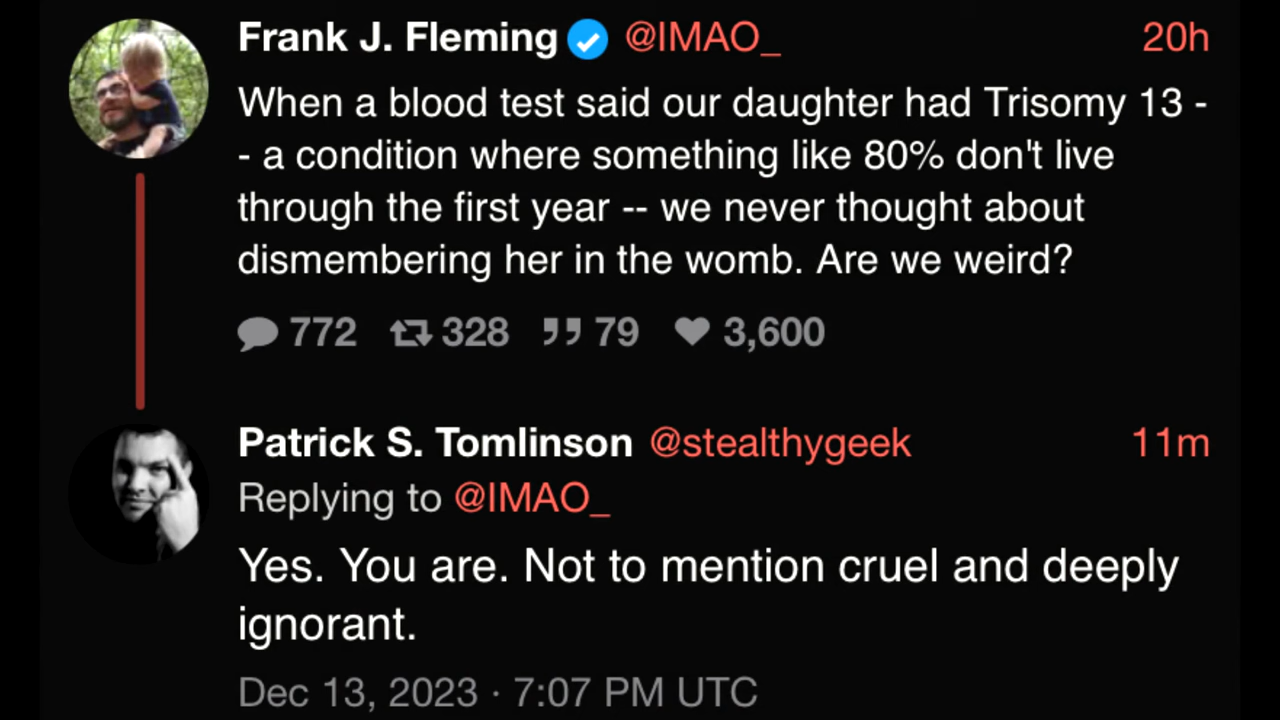 Frank J. Fleming @IMAO_ 20h
When a blood test said our daughter had Trisomy 13 -
- a condition where something like 80% don't live
through the first year -- we never thought about
dismembering her in the womb. Are we weird?
772 328 79 3,600
Patrick S. Tomlinson @stealthygeek 11m
Replying to @IMAO_
Yes. You are. Not to mention cruel and deeply
ignorant.
Dec 13, 2023 · 7:07 PM UTC